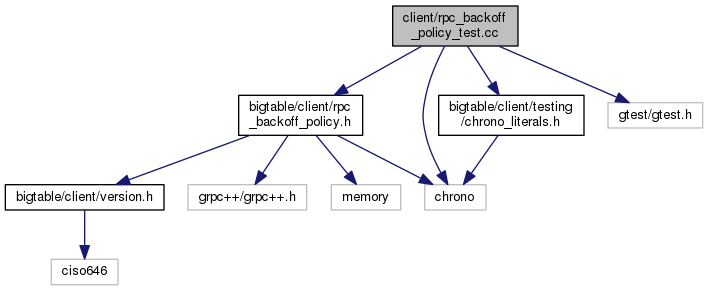 client/rpc_backoff
_policy_test.cc
bigtable/client/rpc
_backoff_policy.h
bigtable/client/testing
/chrono_literals.h
gtest/gtest.h
bigtable/client/version.h
grpc++/grpc++.h
memory
chrono
ciso646